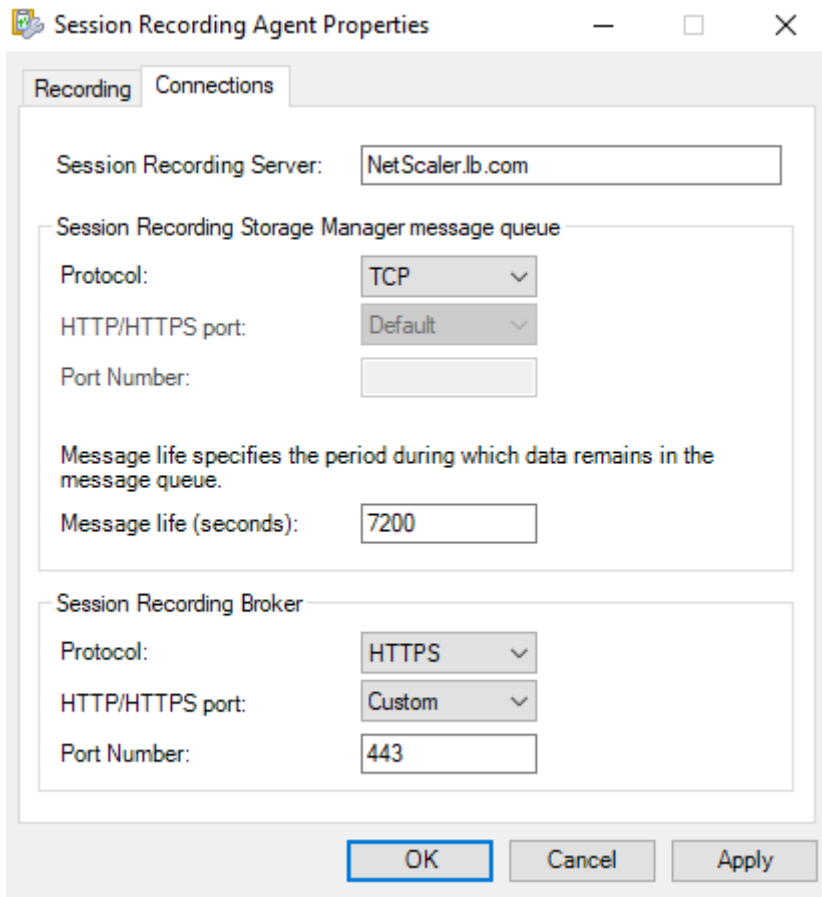 Session Recording Agent Properties
Recording
Connections
Session Recording Server:
NetScaler.lb.com
Session Recording Storage Manager message queue
Protocol:
TCP
HTTP/HTTPS port:
Default
Port Number:
Message life specifies the period during which data remains in the
message queue.
Message life (seconds):
7200
Session Recording Broker
Protocol:
HTTPS
HTTP/HTTPS port:
Custom
Port Number:
443
OK
Cancel
Apply